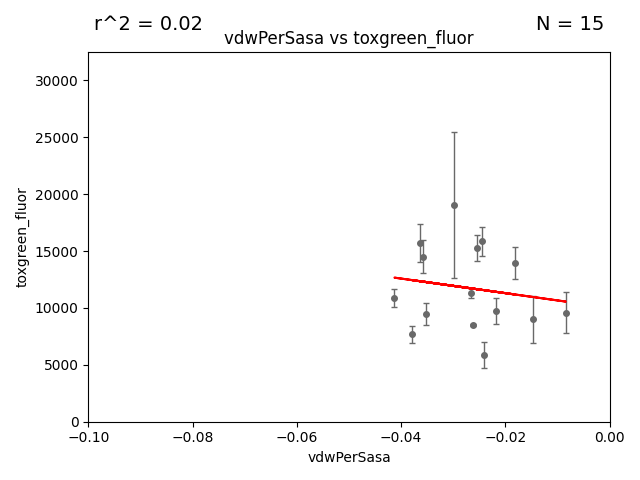 r^2 = 0.02
N = 15
vdwPerSasa vs toxgreen_fluor
30000
25000
20000
15000
10000
5000
0
toxgreen_fluor
−0.10
−0.08
−0.06
−0.04
−0.02
0.00
vdwPerSasa